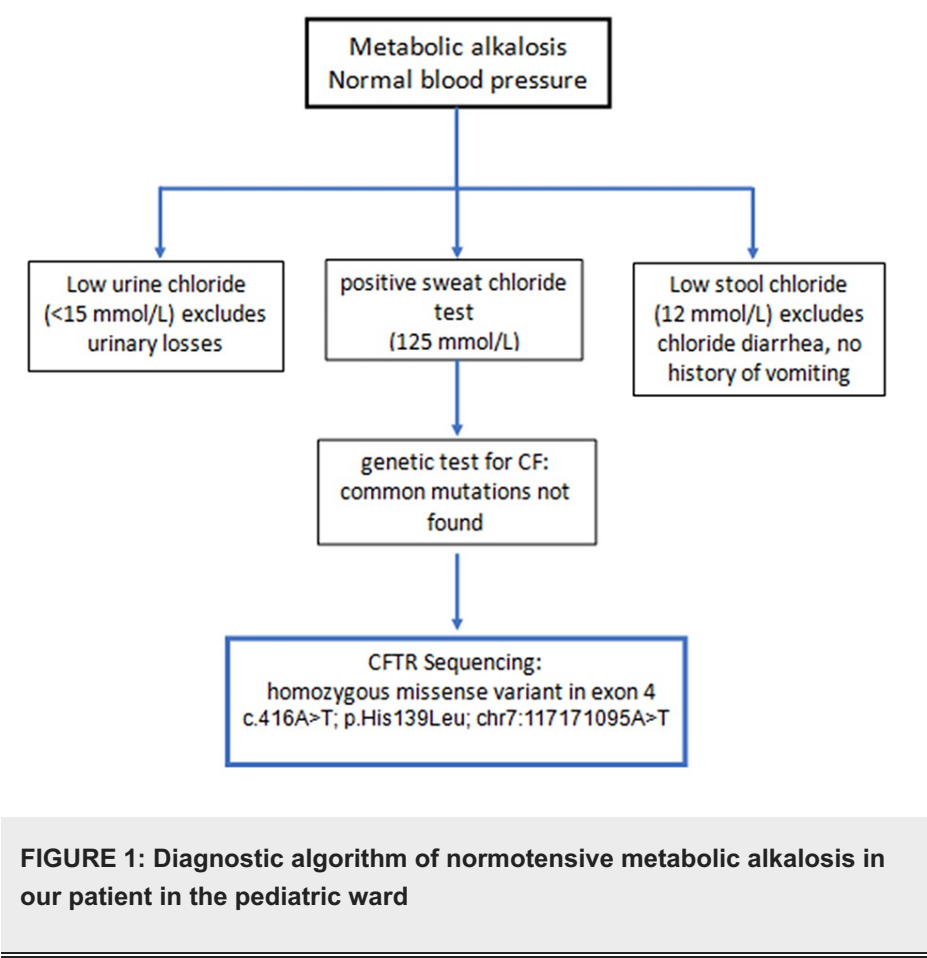 Metabolic alkalosis
Normal blood pressure
Low urine chloride
(<15 mmol/L) excludes
urinary losses
positive sweat chloride
test
(125 mmol/L)
Low stool chloride
(12 mmol/L) excludes
chloride diarrhea, no
history of vomiting
genetic test for CF:
common mutations not
found
CFTR Sequencing:
homozygous missense variant in exon 4
c.416A>T; p.His139Leu; chr7:117171095A>T
FIGURE 1: Diagnostic algorithm of normotensive metabolic alkalosis in
our patient in the pediatric ward